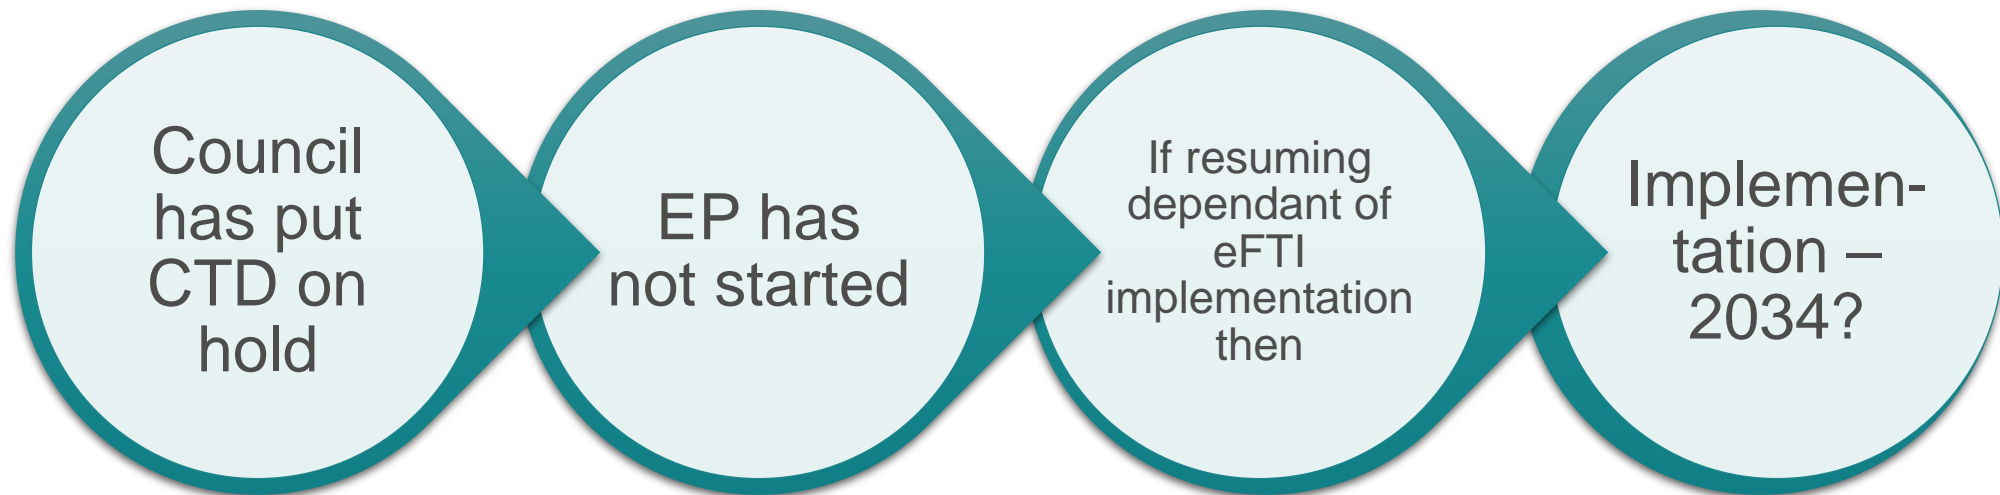 Council
has put
CTD on
hold
EP has
not started
If resuming
dependant of
eFTI
implementation
then
Implemen-
tation –
2034?